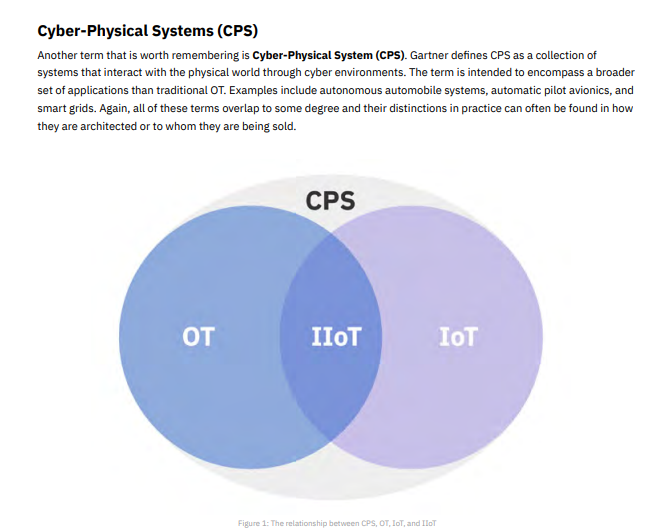 Cyber-Physical Systems (CPS)
Another term that is worth remembering is Cyber-Physical System (CPS). Gartner defines CPS as a collection of
systems that interact with the physical world through cyber environments. The term is intended to encompass a broader
set of applications than traditional OT. Examples include autonomous automobile systems, automatic pilot avionics, and
smart grids. Again, all of these terms overlap to some degree and their distinctions in practice can often be found in how
they are architected or to whom they are being sold.
CPS
OT
IIoT
IoT
Figure 1: The relationship between CPS, OT, IoT, and IIoT